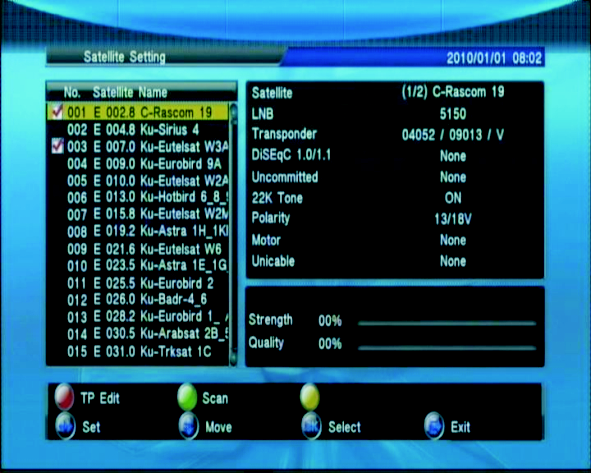 Satellite Setting
2010/01/01 08:02
No. Satellite Name
001 E 002.8 C-Rascom 19
002 E 004.8 Ku-Sirius 4
003 E 007.0 Ku-Eutelsat W3A
004 E 009.0 Ku-Eurobird 9A
005 E 010.0 Ku-Eutelsat W2A
006 E 013.0 Ku-Hotbird 6_8_
007 E 015.8 Ku-Eutelsat W2M
008 E 019.2 Ku-Astra 1H_1K
009 E 021.6 Ku-Eutelsat W6
010 E 023.5 Ku-Astra 1E_1G
011 E 025.5 Ku-Eurobird 2
012 E 026.0 Ku-Badr-4_6
013 E 028.2 Ku-Eurobird 1_
014 E 030.5 Ku-Arabsat 2B_
015 E 031.0 Ku-Trksat 1C
Satellite (1/2) C-Rascom 19
LNB 5150
Transponder 04052 / 09013 / V
DiSEqC 1.0/1.1 None
Uncommitted None
22K Tone ON
Polarity 13/18V
Motor None
Unicable None
Strength 00%
Quality 00%
TP Edit Scan
Set Move OK Select Exit